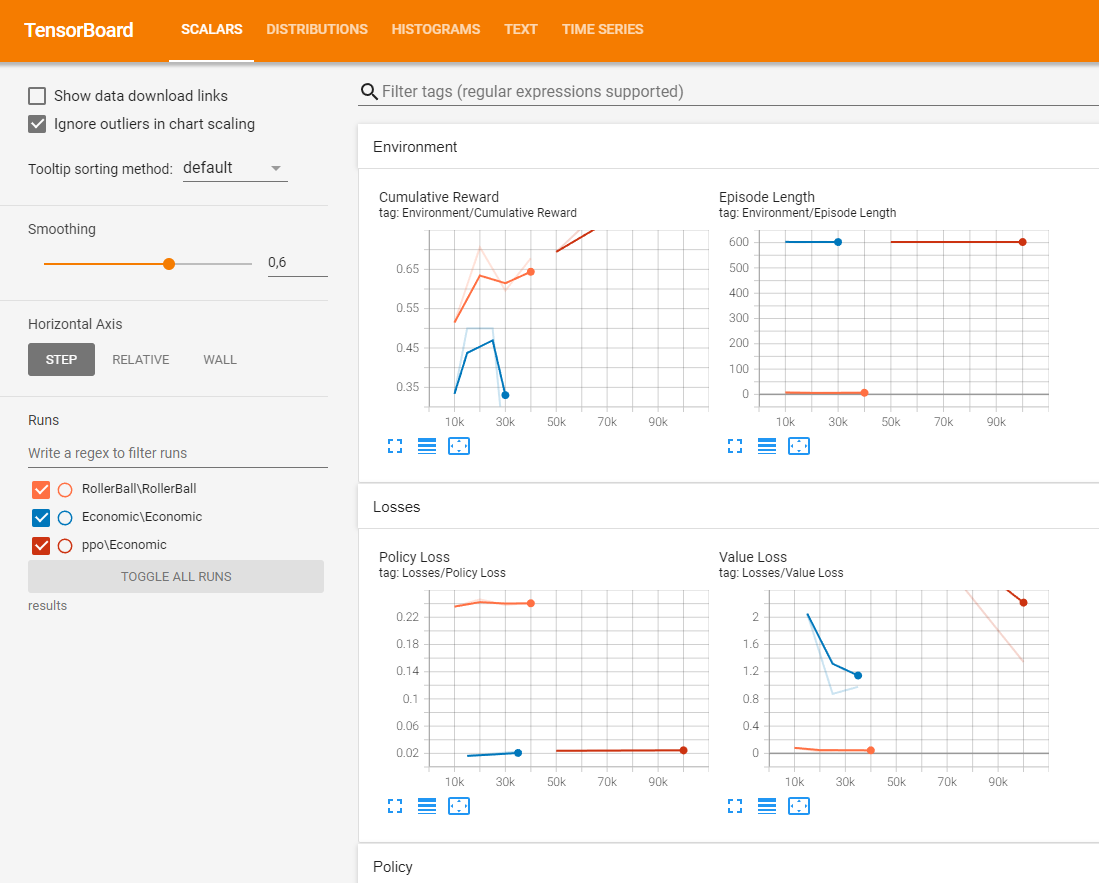 TensorBoard SCALARS DISTRIBUTIONS HISTOGRAMS TEXT TIME SERIES
Show data download links
Ignore outliers in chart scaling
Tooltip sorting method: default
Smoothing
0,6
Horizontal Axis
STEP RELATIVE WALL
Runs
Write a regex to filter runs
RollerBall\RollerBall
Economic\Economic
ppo\Economic
TOGGLE ALL RUNS
results
Filter tags (regular expressions supported)
Environment
Cumulative Reward
tag: Environment/Cumulative Reward
0.65
0.55
0.45
0.35
10k 30k 50k 70k 90k
Episode Length
tag: Environment/Episode Length
600
500
400
300
200
100
0
10k 30k 50k 70k 90k
Losses
Policy Loss
tag: Losses/Policy Loss
0.22
0.18
0.14
0.1
0.06
0.02
10k 30k 50k 70k 90k
Value Loss
tag: Losses/Value Loss
2
1.6
1.2
0.8
0.4
0
10k 30k 50k 70k 90k
Policy